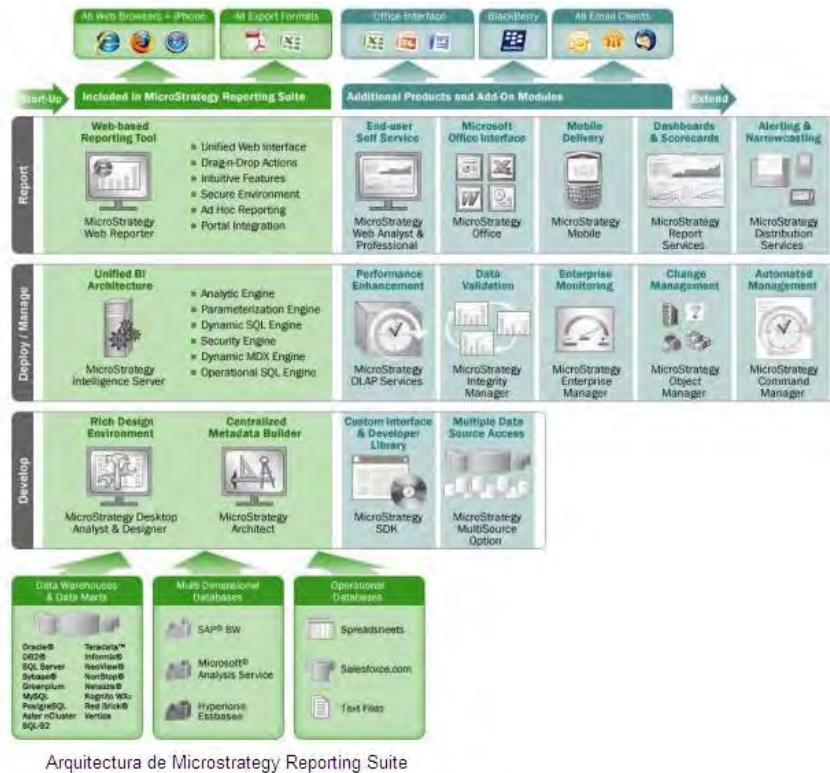 All Web Browsers + iPhone
All Export Formats
Office Interface
BlackBerry
All Email Clients
Start-Up
Included in MicroStrategy Reporting Suite
Additional Products and Add-On Modules
Extend
Report
Web-based
Reporting Tool
MicroStrategy
Web Reporter
Unified Web Interface
Drag-n-Drop Actions
Intuitive Features
Secure Environment
Ad Hoc Reporting
Portal Integration
End-user
Self Service
MicroStrategy
Web Analyst &
Professional
Microsoft
Office Interface
MicroStrategy
Office
Mobile
Delivery
MicroStrategy
Mobile
Dashboards
& Scorecards
MicroStrategy
Report
Services
Alerting &
Narrowcasting
MicroStrategy
Distribution
Services
Deploy / Manage
Unified BI
Architecture
MicroStrategy
Intelligence Server
Analytic Engine
Parameterization Engine
Dynamic SQL Engine
Security Engine
Dynamic MDX Engine
Operational SQL Engine
Performance
Enhancement
MicroStrategy
OLAP Services
Data
Validation
MicroStrategy
Integrity
Manager
Enterprise
Monitoring
MicroStrategy
Enterprise
Manager
Change
Management
MicroStrategy
Object
Manager
Automated
Management
MicroStrategy
Command
Manager
Develop
Rich Design
Environment
MicroStrategy Desktop
Analyst & Designer
Centralized
Metadata Builder
MicroStrategy
Architect
Custom Interface
& Developer
Library
MicroStrategy
SDK
Multiple Data
Source Access
MicroStrategy
MultiSource
Option
Data Warehouses
& Data Marts
Oracle®
DB2®
SQL Server
Sybase®
Greenplum
MySQL
PostgreSQL
Aster nCluster
SQL/92
Teradata™
Informix®
NeoView®
NonStop®
Netezza®
Kognito WX2
Red Brick®
Vertica
Multi Dimensional
Databases
SAP® BW
Microsoft®
Analysis Service
Hyperion®
Essbase®
Operational
Databases
Spreadsheets
Salesforce.com
Text Files
Arquitectura de Microstrategy Reporting Suite